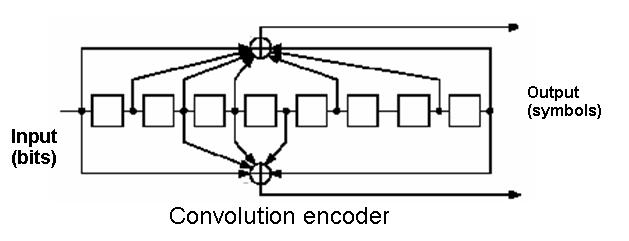 Input
(bits)
Output
(symbols)
Convolution encoder